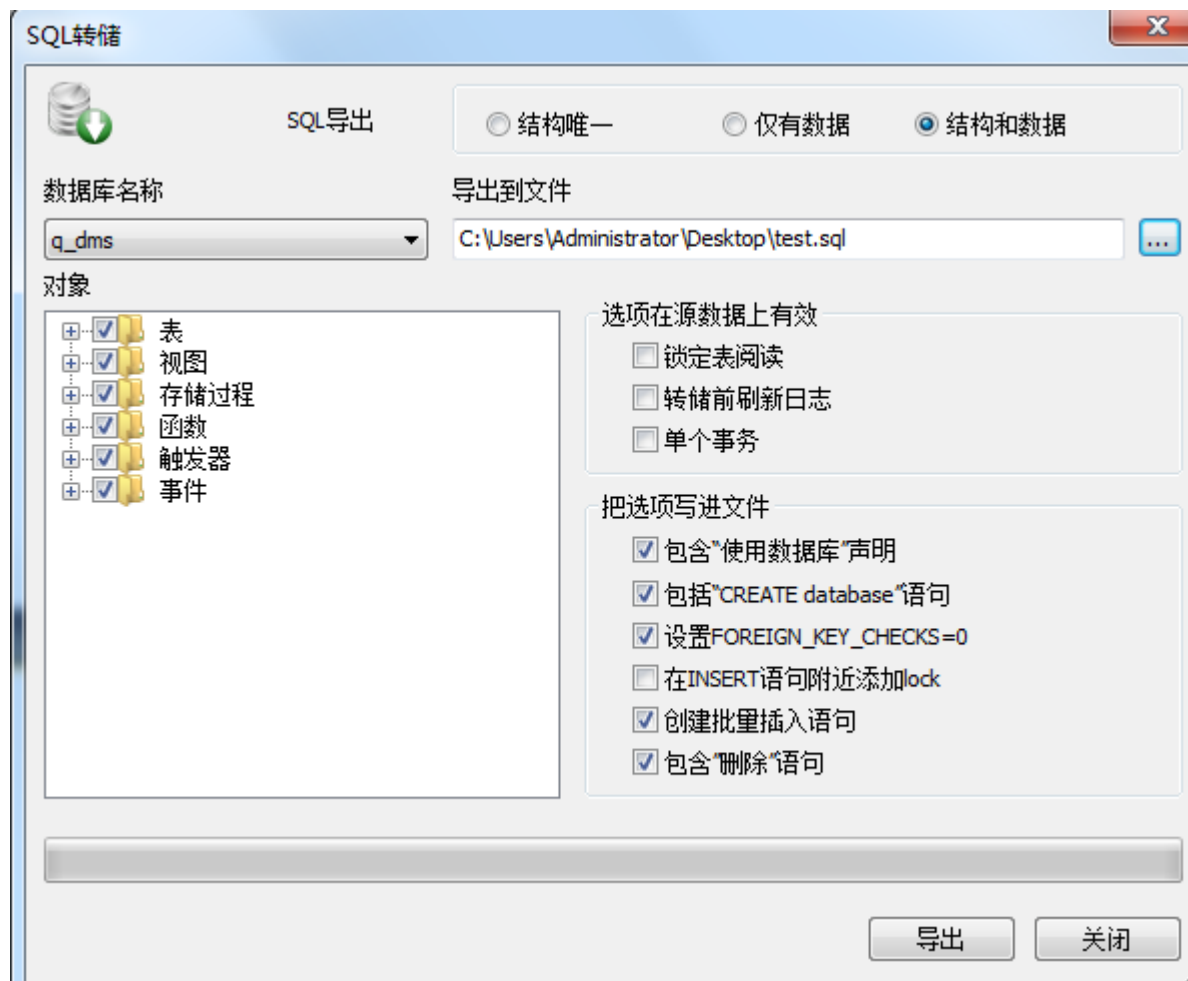 SQL转储
SQL导出
结构唯一
仅有数据
结构和数据
数据库名称
导出到文件
q_dms
C:\Users\Administrator\Desktop\test.sql
...
对象
表
视图
存储过程
函数
触发器
事件
选项在源数据上有效
锁定表阅读
转储前刷新日志
单个事务
把选项写进文件
包含"使用数据库"声明
包括"CREATE database"语句
设置FOREIGN_KEY_CHECKS=0
在INSERT语句附近添加lock
创建批量插入语句
包含"删除"语句
导出
关闭